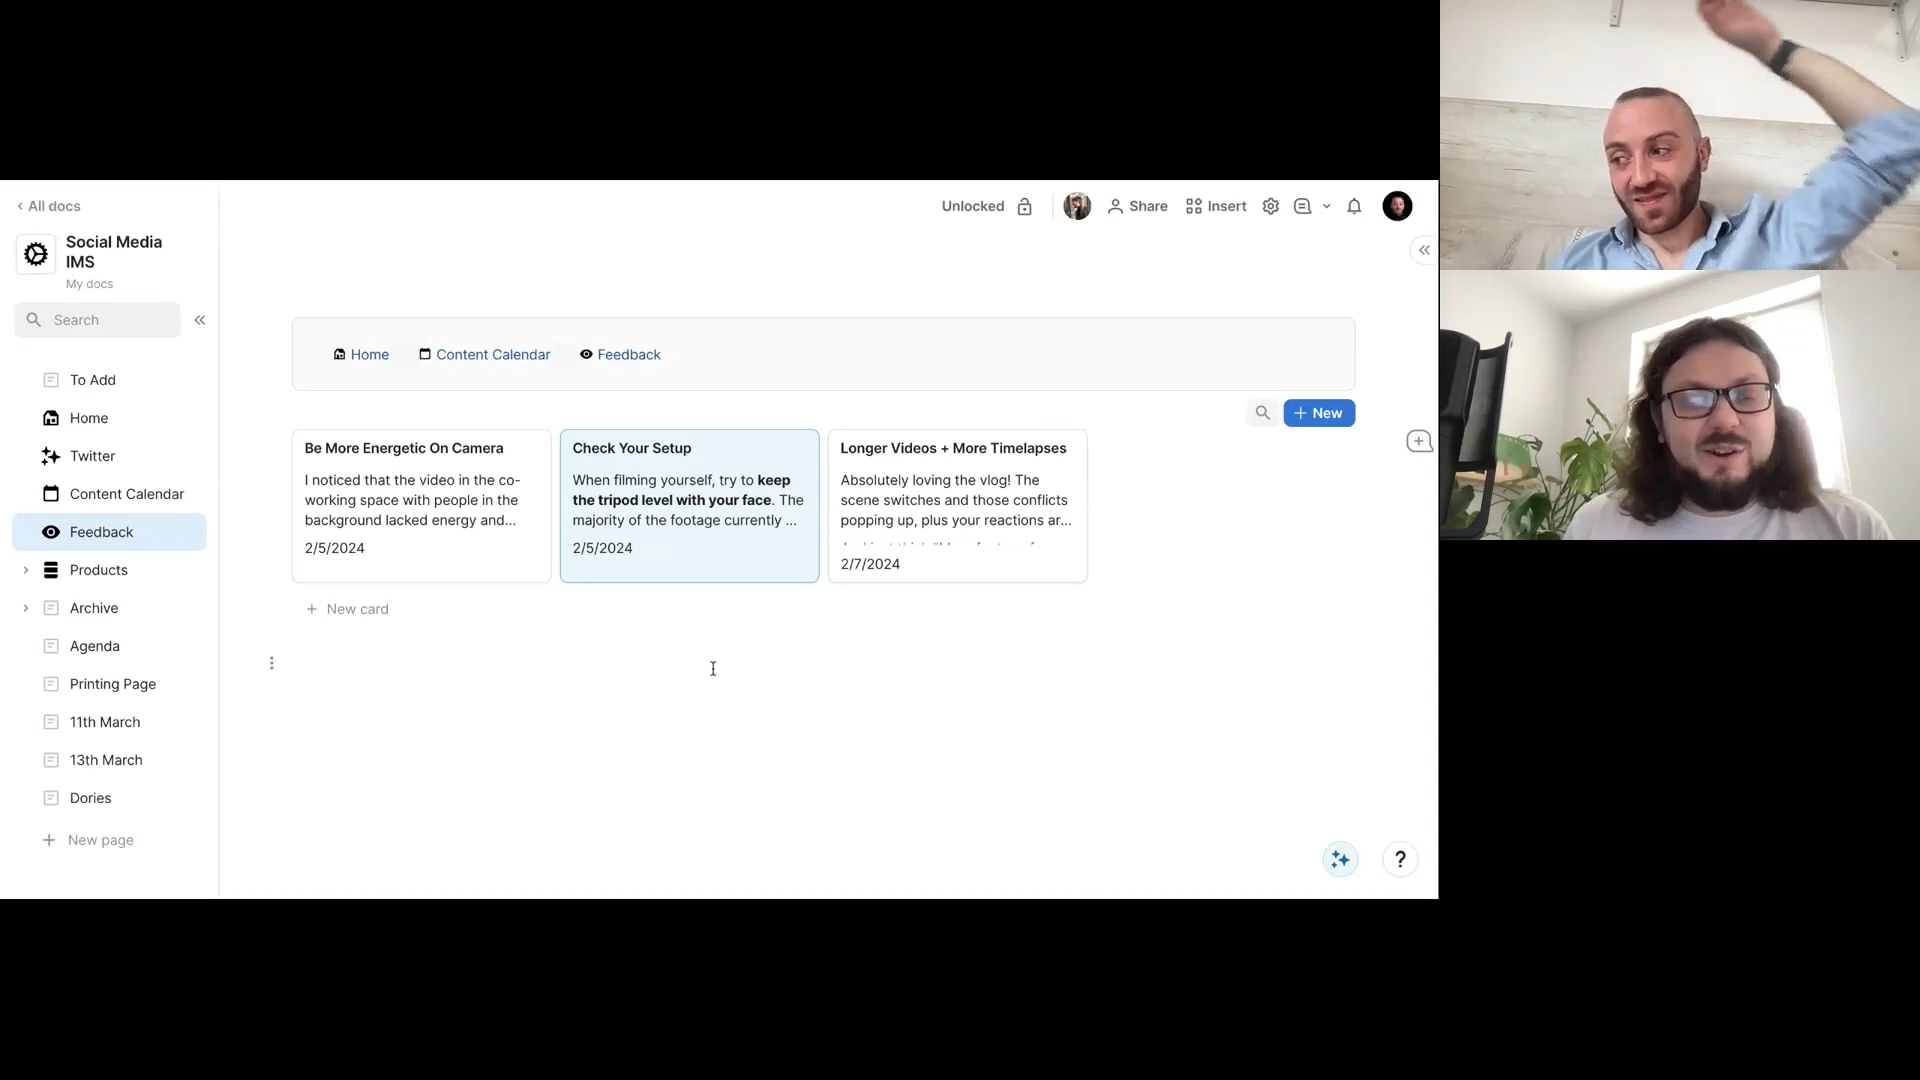 All docs
Social Media
IMS
My docs
Search
To Add
Home
Twitter
Content Calendar
Feedback
Products
Archive
Agenda
Printing Page
11th March
13th March
Dories
New page
Unlocked
Share
Insert
Home
Content Calendar
Feedback
New
Be More Energetic On Camera
I noticed that the video in the co-
working space with people in the
background lacked energy and...
2/5/2024
Check Your Setup
When filming yourself, try to keep
the tripod level with your face. The
majority of the footage currently ...
2/5/2024
Longer Videos + More Timelapses
Absolutely loving the vlog! The
scene switches and those conflicts
popping up, plus your reactions ar...
2/7/2024
New card
?